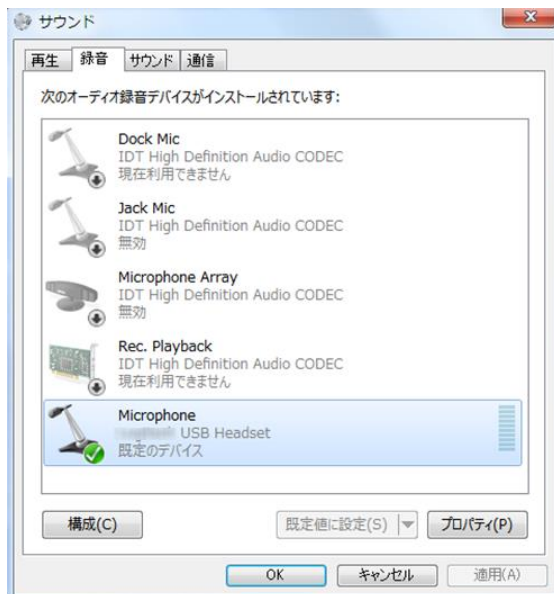 サウンド
再生 録音 サウンド 通信
次のオーディオ録音デバイスがインストールされています:
Dock Mic
IDT High Definition Audio CODEC
現在利用できません
Jack Mic
IDT High Definition Audio CODEC
無効
Microphone Array
IDT High Definition Audio CODEC
無効
Rec. Playback
IDT High Definition Audio CODEC
現在利用できません
Microphone
USB Headset
既定のデバイス
構成(C) 既定値に設定(S) プロパティ(P)
OK キャンセル 適用(A)